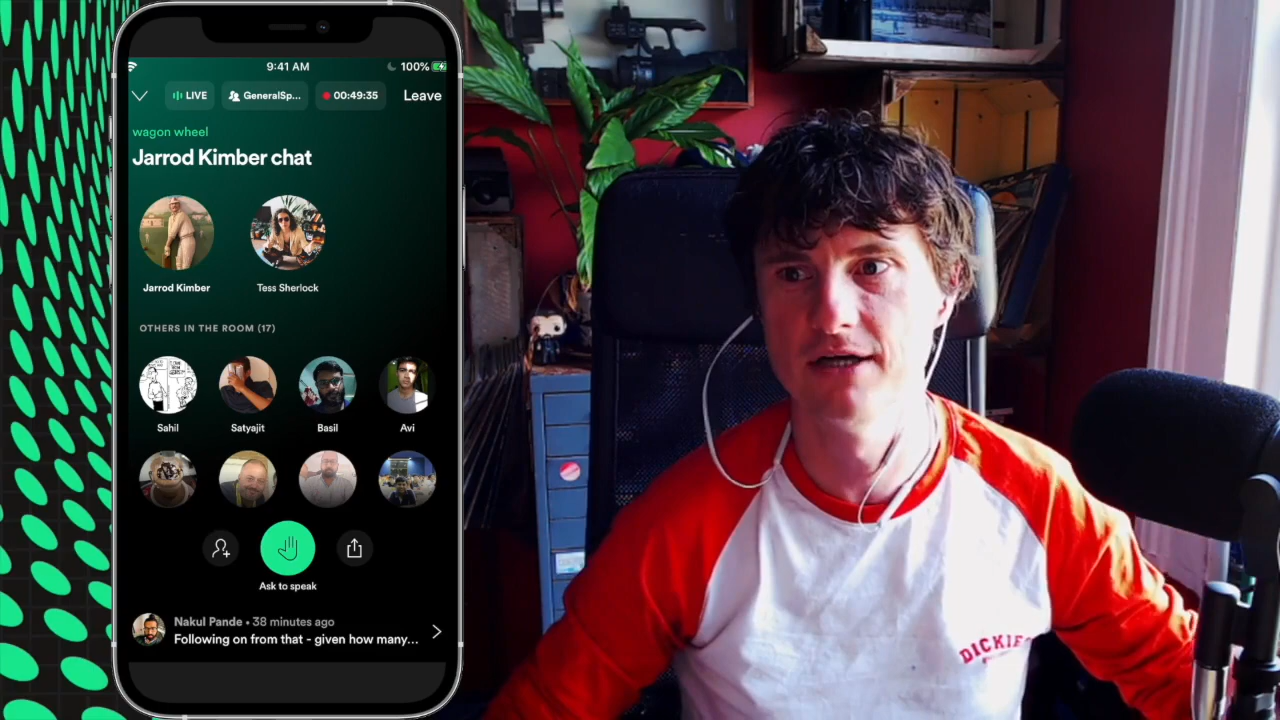 9:41 AM
100%
LIVE
GeneralSp...
00:49:35
Leave
wagon wheel
Jarrod Kimber chat
Jarrod Kimber
Tess Sherlock
OTHERS IN THE ROOM (17)
Sahil
Satyajit
Basil
Avi
Ask to speak
Nakul Pande • 38 minutes ago
Following on from that - given how many...
DICKIES